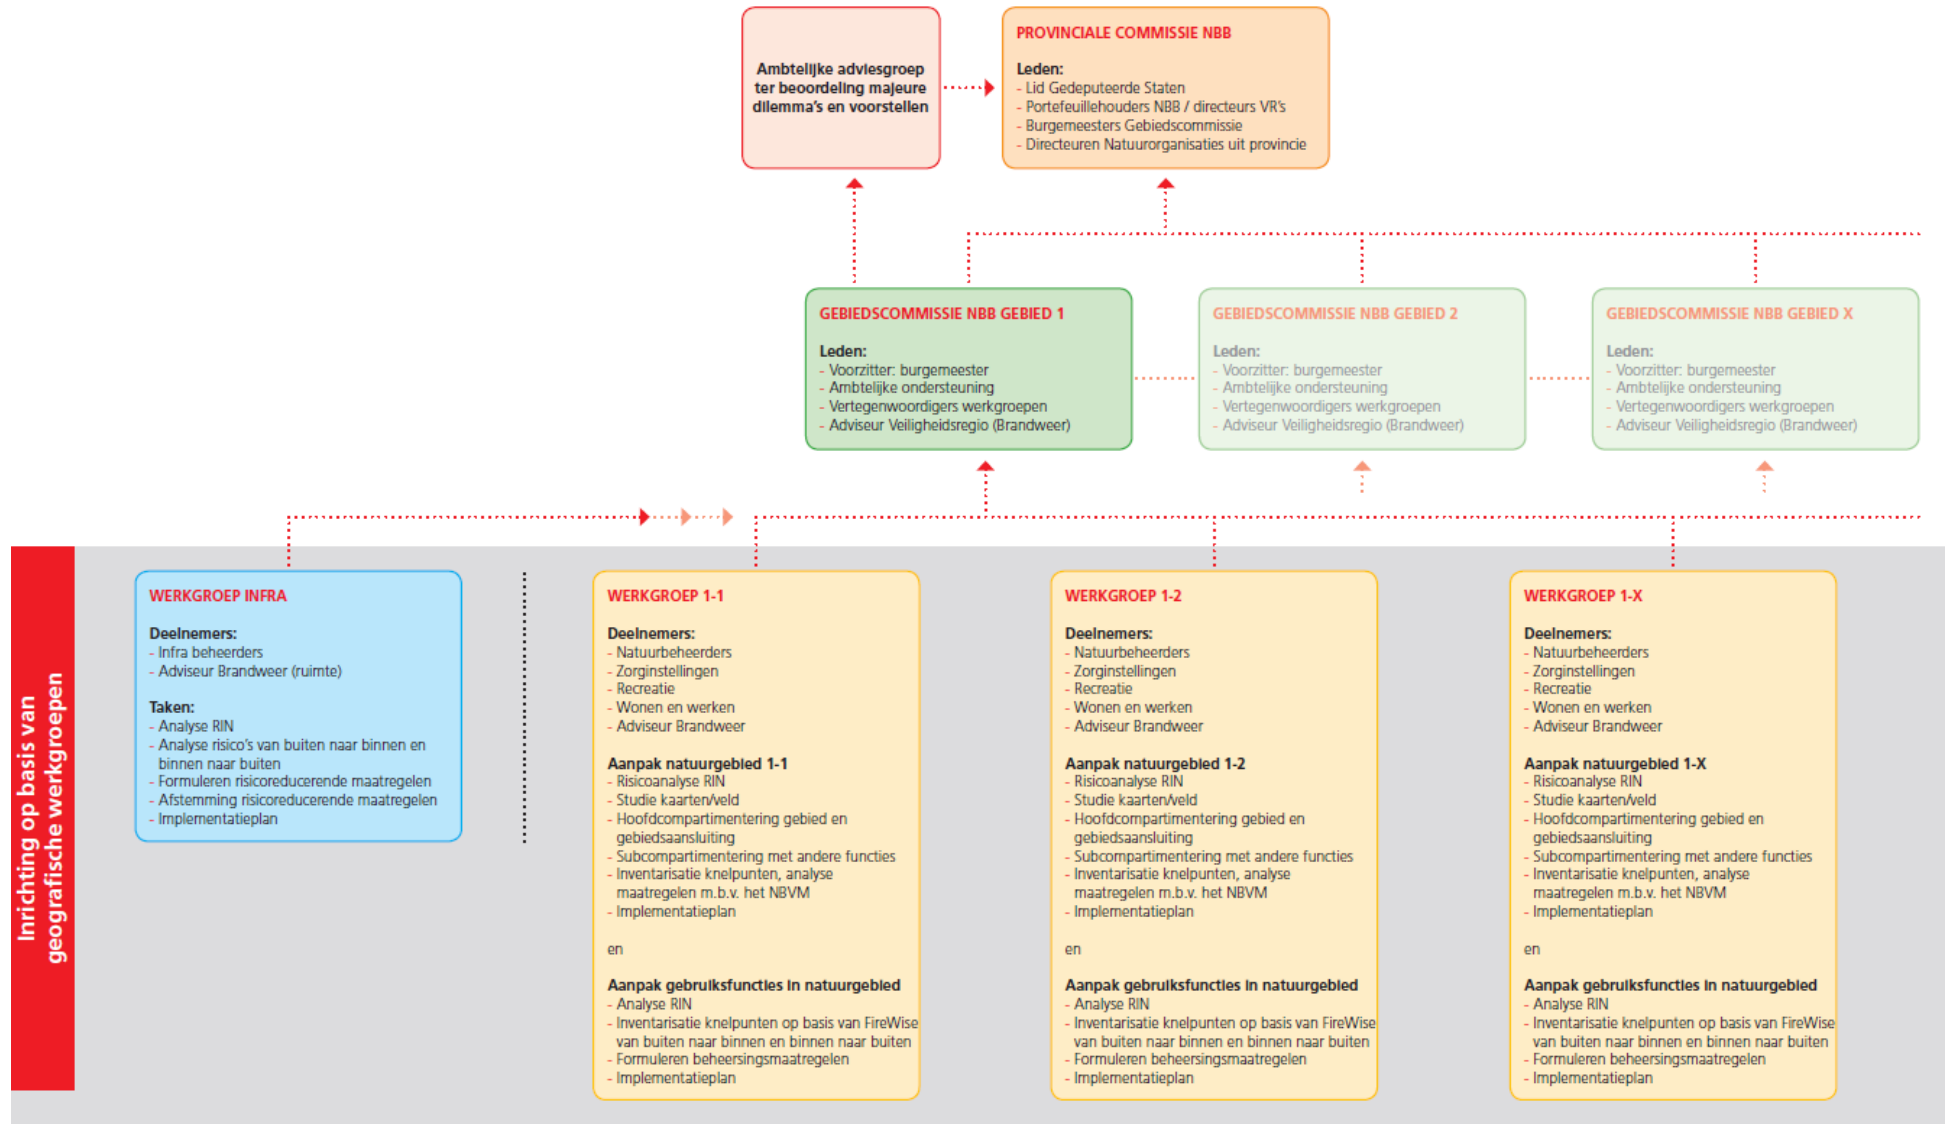 Ambtelijke adviesgroep
ter beoordeling majeure
dilemma's en voorstellen
PROVINCIALE COMMISSIE NBB
Leden:
- Lid Gedeputeerde Staten
- Portefeuillehouders NBB / directeurs VR's
- Burgemeesters Gebiedscommissie
- Directeuren Natuurorganisaties uit provincie
GEBIEDSCOMMISSIE NBB GEBIED 1
Leden:
- Voorzitter: burgemeester
- Ambtelijke ondersteuning
- Vertegenwoordigers werkgroepen
- Adviseur Veiligheidsregio (Brandweer)
GEBIEDSCOMMISSIE NBB GEBIED 2
Leden:
- Voorzitter: burgemeester
- Ambtelijke ondersteuning
- Vertegenwoordigers werkgroepen
- Adviseur Veiligheidsregio (Brandweer)
GEBIEDSCOMMISSIE NBB GEBIED X
Leden:
- Voorzitter: burgemeester
- Ambtelijke ondersteuning
- Vertegenwoordigers werkgroepen
- Adviseur Veiligheidsregio (Brandweer)
Inrichting op basis van
geografische werkgroepen
WERKGROEP INFRA
Deelnemers:
- Infra beheerders
- Adviseur Brandweer (ruimte)
Taken:
- Analyse RIN
- Analyse risico's van buiten naar binnen en
binnen naar buiten
- Formuleren risicoreducerende maatregelen
- Afstemming risicoreducerende maatregelen
- Implementatieplan
WERKGROEP 1-1
Deelnemers:
- Natuurbeheerders
- Zorginstellingen
- Recreatie
- Wonen en werken
- Adviseur Brandweer
Aanpak natuurgebied 1-1
- Risicoanalyse RIN
- Studie kaarten/veld
- Hoofdcompartimentering gebied en
gebiedsaansluiting
- Subcompartimentering met andere functies
- Inventarisatie knelpunten, analyse
maatregelen m.b.v. het NBVM
- Implementatieplan
en
Aanpak gebruiksfuncties in natuurgebied
- Analyse RIN
- Inventarisatie knelpunten op basis van FireWise
van buiten naar binnen en binnen naar buiten
- Formuleren beheersingsmaatregelen
- Implementatieplan
WERKGROEP 1-2
Deelnemers:
- Natuurbeheerders
- Zorginstellingen
- Recreatie
- Wonen en werken
- Adviseur Brandweer
Aanpak natuurgebied 1-2
- Risicoanalyse RIN
- Studie kaarten/veld
- Hoofdcompartimentering gebied en
gebiedsaansluiting
- Subcompartimentering met andere functies
- Inventarisatie knelpunten, analyse
maatregelen m.b.v. het NBVM
- Implementatieplan
en
Aanpak gebruiksfuncties in natuurgebied
- Analyse RIN
- Inventarisatie knelpunten op basis van FireWise
van buiten naar binnen en binnen naar buiten
- Formuleren beheersingsmaatregelen
- Implementatieplan
WERKGROEP 1-X
Deelnemers:
- Natuurbeheerders
- Zorginstellingen
- Recreatie
- Wonen en werken
- Adviseur Brandweer
Aanpak natuurgebied 1-X
- Risicoanalyse RIN
- Studie kaarten/veld
- Hoofdcompartimentering gebied en
gebiedsaansluiting
- Subcompartimentering met andere functies
- Inventarisatie knelpunten, analyse
maatregelen m.b.v. het NBVM
- Implementatieplan
en
Aanpak gebruiksfuncties in natuurgebied
- Analyse RIN
- Inventarisatie knelpunten op basis van FireWise
van buiten naar binnen en binnen naar buiten
- Formuleren beheersingsmaatregelen
- Implementatieplan